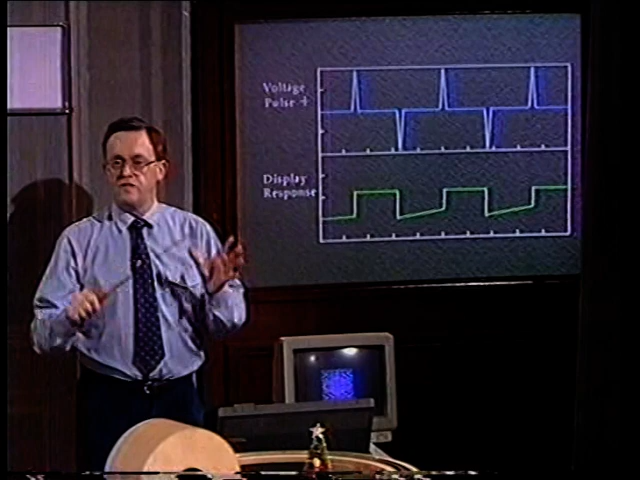 Voltage
Pulse +
Display
Response